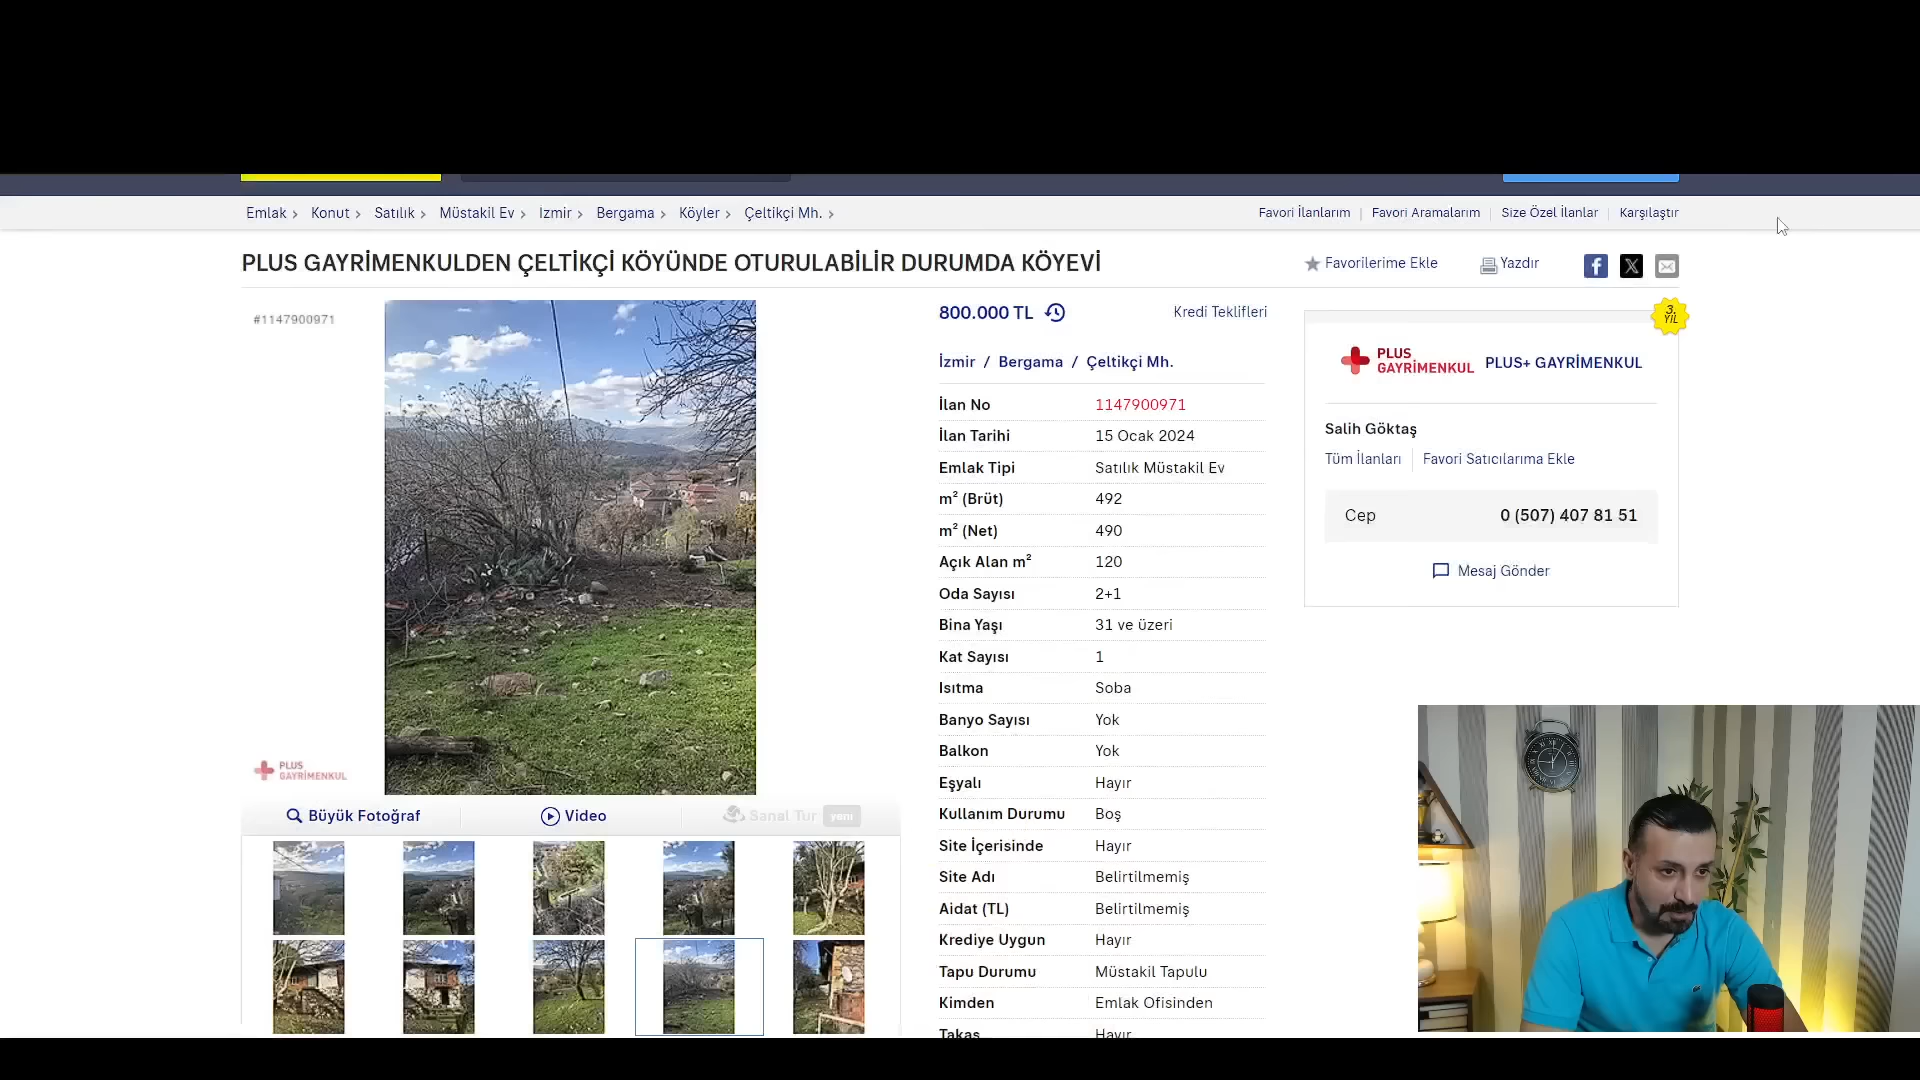 Emlak > Konut > Satılık > Müstakil Ev > İzmir > Bergama > Köyler > Çeltikçi Mh. >
Favori İlanlarım | Favori Aramalarım | Size Özel İlanlar | Karşılaştır
PLUS GAYRİMENKULDEN ÇELTİKÇİ KÖYÜNDE OTURULABİLİR DURUMDA KÖYEVİ
Favorilerime Ekle
Yazdır
#1147900971
PLUS GAYRİMENKUL
Büyük Fotoğraf
Video
Sanal Tur yeni
800.000 TL
Kredi Teklifleri
İzmir / Bergama / Çeltikçi Mh.
İlan No 1147900971
İlan Tarihi 15 Ocak 2024
Emlak Tipi Satılık Müstakil Ev
m² (Brüt) 492
m² (Net) 490
Açık Alan m² 120
Oda Sayısı 2+1
Bina Yaşı 31 ve üzeri
Kat Sayısı 1
Isıtma Soba
Banyo Sayısı Yok
Balkon Yok
Eşyalı Hayır
Kullanım Durumu Boş
Site İçerisinde Hayır
Site Adı Belirtilmemiş
Aidat (TL) Belirtilmemiş
Krediye Uygun Hayır
Tapu Durumu Müstakil Tapulu
Kimden Emlak Ofisinden
Takas Hayır
3. YIL
PLUS GAYRİMENKUL
PLUS+ GAYRİMENKUL
Salih Göktaş
Tüm İlanları | Favori Satıcılarıma Ekle
Cep 0 (507) 407 81 51
Mesaj Gönder